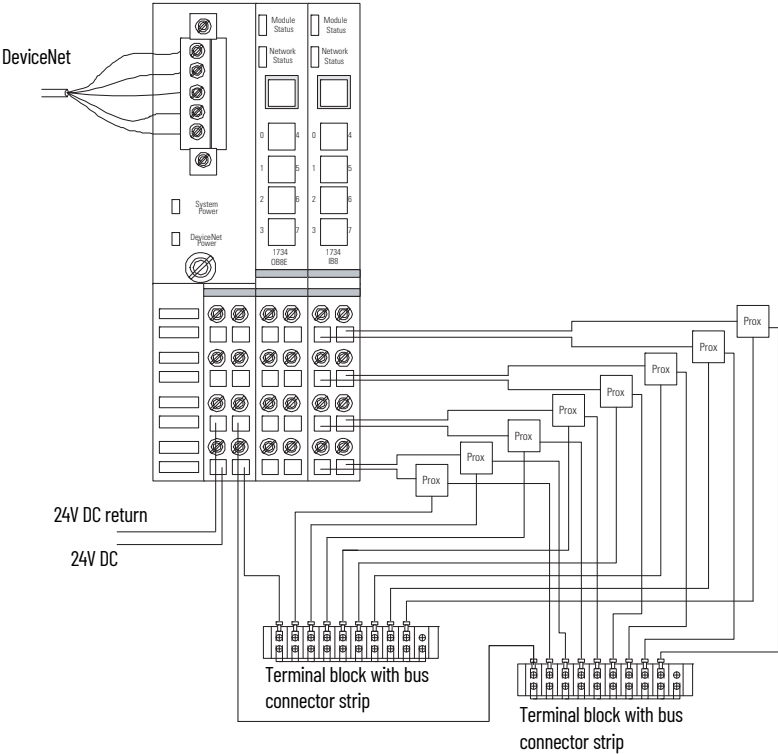 DeviceNet
Module
Status
Module
Status
Network
Status
Network
Status
0
4
0
4
1
5
1
5
2
6
2
6
3
7
3
7
System
Power
DeviceNet
Power
1734
OB8E
1734
IB8
Prox
Prox
Prox
Prox
Prox
Prox
Prox
Prox
24V DC return
24V DC
Terminal block with bus
connector strip
Terminal block with bus
connector strip